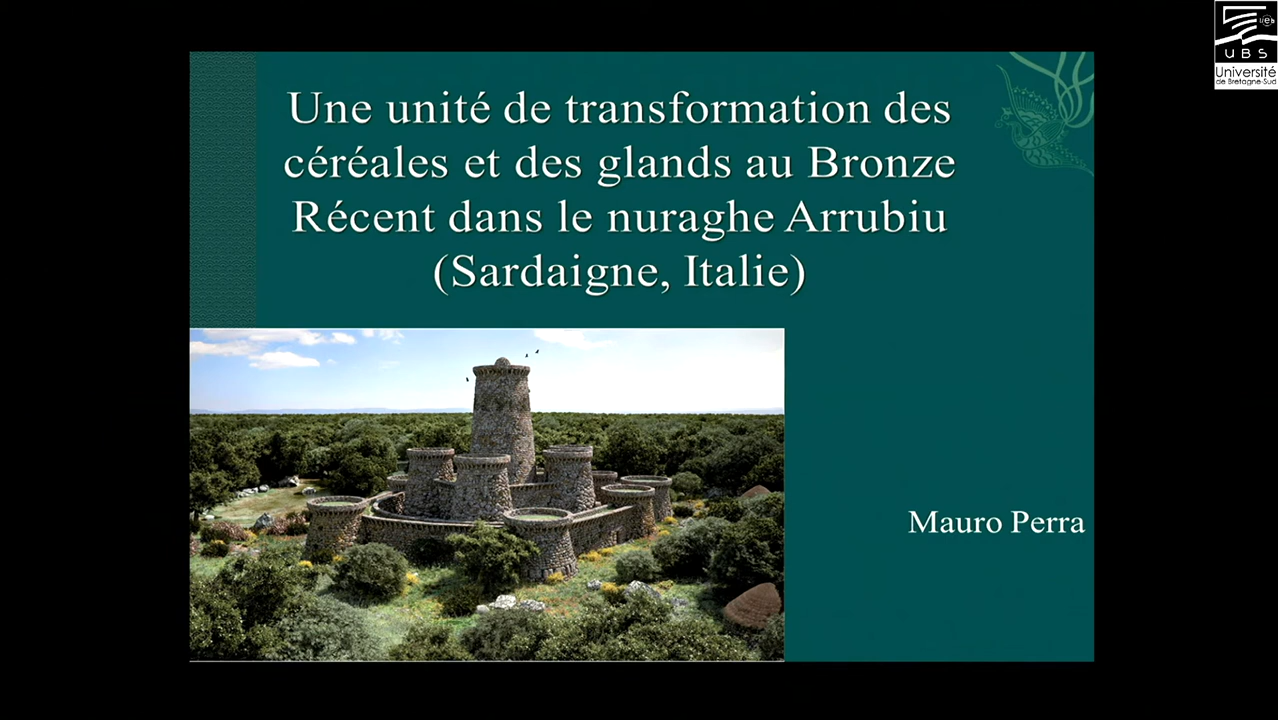 Une unité de transformation des
céréales et des glands au Bronze
Récent dans le nuraghe Arrubiu
(Sardaigne, Italie)
Mauro Perra
UBS
Université
de Bretagne-Sud